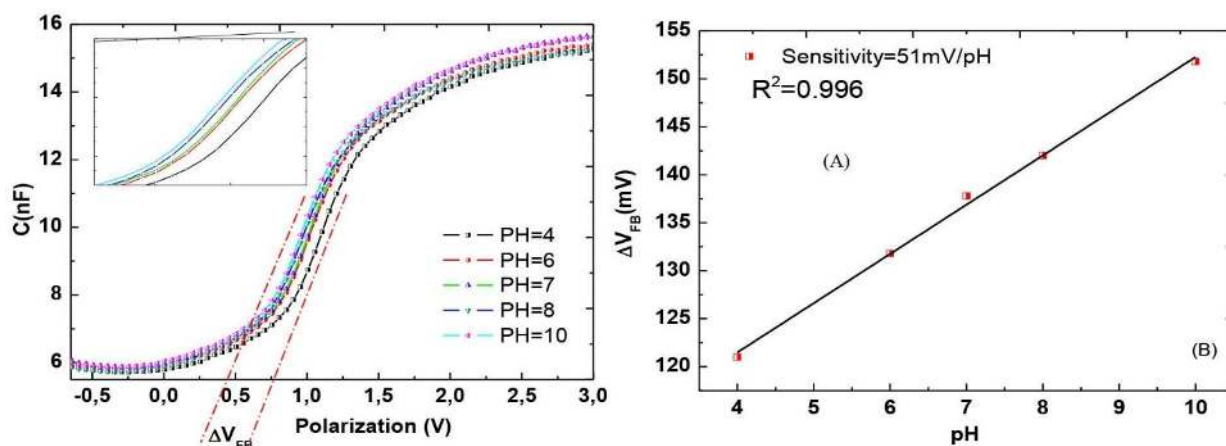 16
14
12
10
8
6
C(nF)
-0,5 0,0 0,5 1,0 1,5 2,0 2,5 3,0
Polarization (V)
ΔV_FB
PH=4
PH=6
PH=7
PH=8
PH=10
155
150
145
140
135
130
125
120
ΔV_FB(mV)
Sensitivity=51mV/pH
R²=0.996
(A)
(B)
4 5 6 7 8 9 10
pH